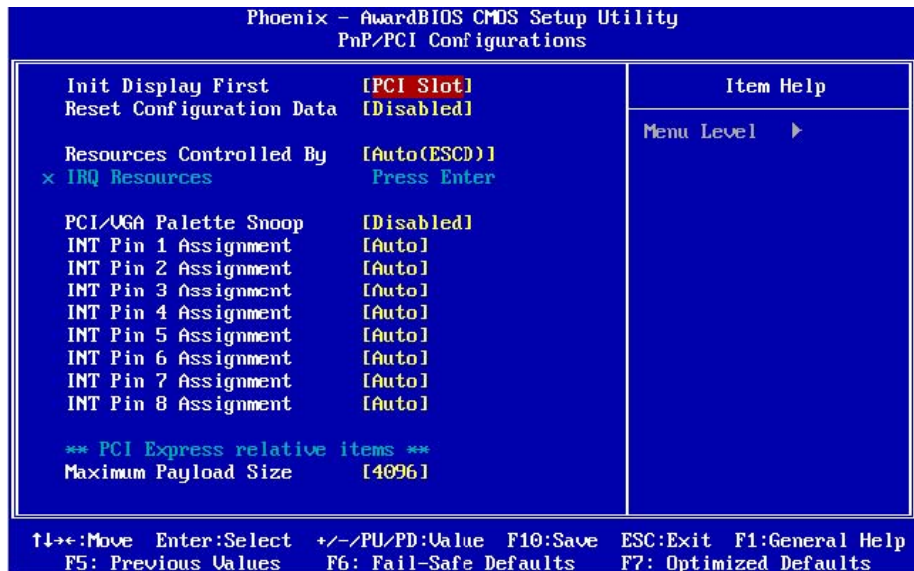 Phoenix - AwardBIOS CMOS Setup Utility
PnP/PCI Configurations
Init Display First [PCI Slot]
Reset Configuration Data [Disabled]
Resources Controlled By [Auto(ESCD)]
x IRQ Resources Press Enter
PCI/VGA Palette Snoop [Disabled]
INT Pin 1 Assignment [Auto]
INT Pin 2 Assignment [Auto]
INT Pin 3 Assignment [Auto]
INT Pin 4 Assignment [Auto]
INT Pin 5 Assignment [Auto]
INT Pin 6 Assignment [Auto]
INT Pin 7 Assignment [Auto]
INT Pin 8 Assignment [Auto]
** PCI Express relative items **
Maximum Payload Size [4096]
Item Help
Menu Level ▶
↑↓→←:Move Enter:Select +/-/PU/PD:Value F10:Save ESC:Exit F1:General Help
F5: Previous Values F6: Fail-Safe Defaults F7: Optimized Defaults